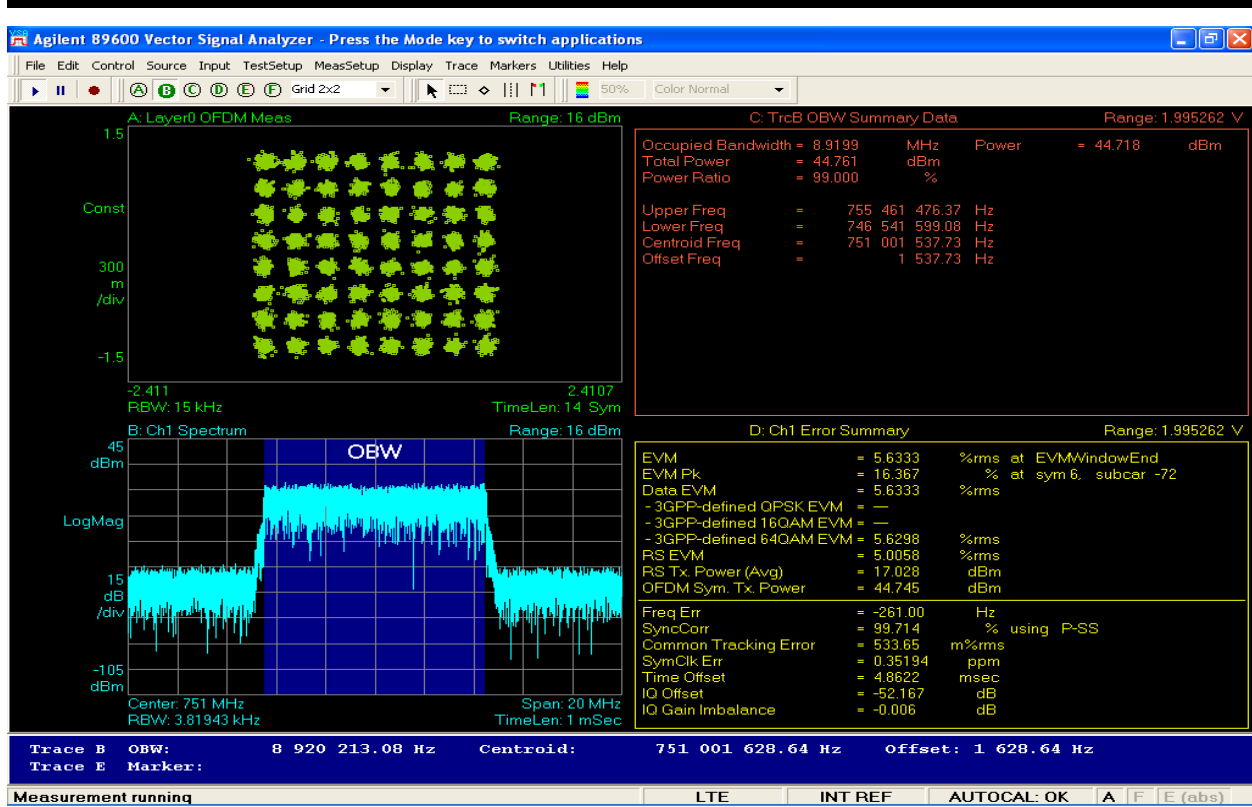 Agilent 89600 Vector Signal Analyzer - Press the Mode key to switch applications
File Edit Control Source Input TestSetup MeasSetup Display Trace Markers Utilities Help
A B C D E F Grid 2x2 50% Color Normal
A: Layer0 OFDM Meas Range: 16 dBm
1.5
Const
300
m
/div
-1.5
-2.411 2.4107
RBW: 15 kHz TimeLen: 14 Sym
C: TrcB OBW Summary Data Range: 1.995262 V
Occupied Bandwidth = 8.9199 MHz Power = 44.718 dBm
Total Power = 44.761 dBm
Power Ratio = 99.000 %
Upper Freq = 755 461 476.37 Hz
Lower Freq = 746 541 599.08 Hz
Centroid Freq = 751 001 537.73 Hz
Offset Freq = 1 537.73 Hz
B: Ch1 Spectrum Range: 16 dBm
45
dBm
OBW
LogMag
15
dB
/div
-105
dBm
Center: 751 MHz Span: 20 MHz
RBW: 3.81943 kHz TimeLen: 1 mSec
D: Ch1 Error Summary Range: 1.995262 V
EVM = 5.6333 %rms at EVMWindowEnd
EVM Pk = 16.367 % at sym 6, subcar -72
Data EVM = 5.6333 %rms
- 3GPP-defined QPSK EVM = —
- 3GPP-defined 16QAM EVM = —
- 3GPP-defined 64QAM EVM = 5.6298 %rms
RS EVM = 5.0058 %rms
RS Tx. Power (Avg) = 17.028 dBm
OFDM Sym. Tx. Power = 44.745 dBm
Freq Err = -261.00 Hz
SyncCorr = 99.714 % using P-SS
Common Tracking Error = 533.65 m%rms
SymClk Err = 0.35194 ppm
Time Offset = 4.8622 msec
IQ Offset = -52.167 dB
IQ Gain Imbalance = -0.006 dB
Trace B OBW: 8 920 213.08 Hz Centroid: 751 001 628.64 Hz Offset: 1 628.64 Hz
Trace E Marker:
Measurement running LTE INT REF AUTOCAL: OK A F E (abs)